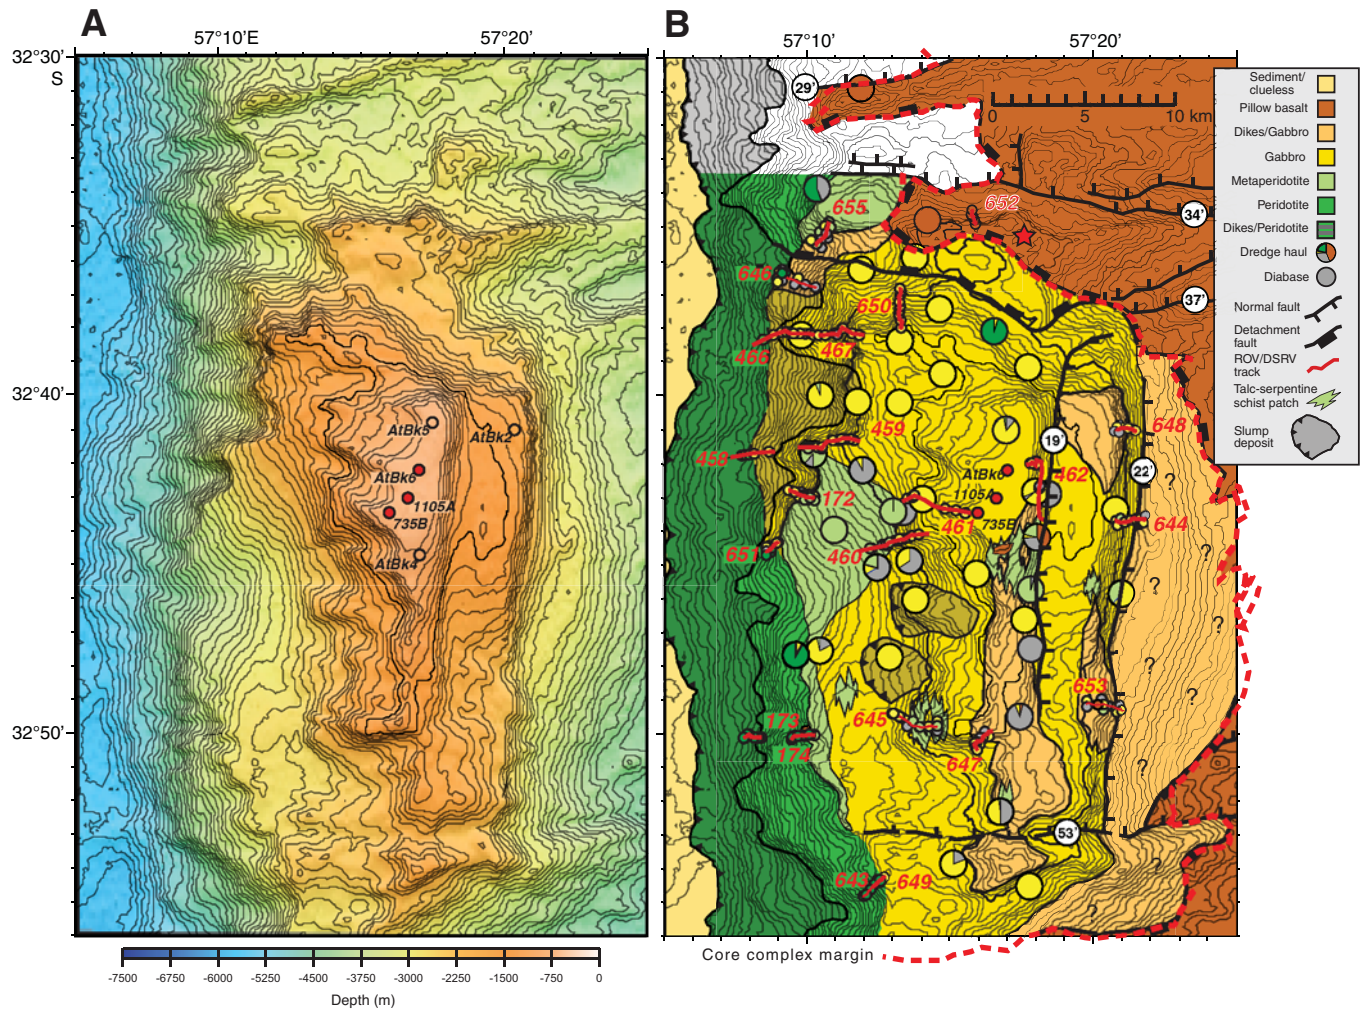 A
57°10'E
57°20'
32°30'
S
32°40'
32°50'
AtBk5
AtBk2
AtBk6
1105A
735B
AtBk4
-7500 -6750 -6000 -5250 -4500 -3750 -3000 -2250 -1500 -750 0
Depth (m)
B
57°10'
57°20'
29'
0 5 10 km
655
652
34'
646
650
37'
466
467
459
19'
648
458
AtBk6
462
22'
?
172
1105A
735B
461
644
651
460
?
?
?
?
653
?
173
645
174
647
?
53'
643
649
?
?
Core complex margin
Sediment/
clueless
Pillow basalt
Dikes/Gabbro
Gabbro
Metaperidotite
Peridotite
Dikes/Peridotite
Dredge haul
Diabase
Normal fault
Detachment
fault
ROV/DSRV
track
Talc-serpentine
schist patch
Slump
deposit